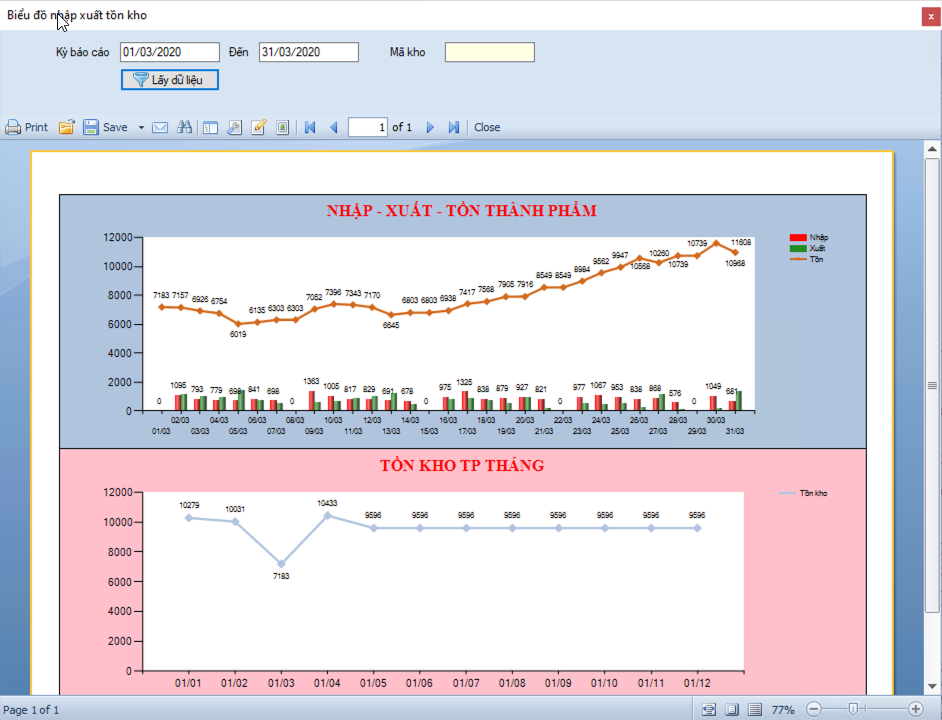 Biểu đồ nhập xuất tồn kho
Kỳ báo cáo 01/03/2020 Đến 31/03/2020 Mã kho
Lấy dữ liệu
Print Save 1 of 1 Close
NHẬP - XUẤT - TỒN THÀNH PHẨM
Nhập
Xuất
Tồn
12000
10000
8000
6000
4000
2000
0
7183 7157 6926 6754 6019 6135 6303 6303 7052 7396 7343 7170 6645 6803 6803 6938 7417 7568 7905 7916 8549 8549 8984 9562 9947 10568 10260 10739 10739 11608 10968
0 1095 793 779 698 841 698 0 1363 1005 817 829 691 678 0 975 1325 838 879 927 821 0 977 1067 953 838 868 576 0 1049 681
02/03 04/03 06/03 08/03 10/03 12/03 14/03 16/03 18/03 20/03 22/03 24/03 26/03 28/03 30/03
01/03 03/03 05/03 07/03 09/03 11/03 13/03 15/03 17/03 19/03 21/03 23/03 25/03 27/03 29/03 31/03
TỒN KHO TP THÁNG
Tồn kho
12000
10000
8000
6000
4000
2000
0
10279 10031 7183 10433 9596 9596 9596 9596 9596 9596 9596 9596
01/01 01/02 01/03 01/04 01/05 01/06 01/07 01/08 01/09 01/10 01/11 01/12
Page 1 of 1 77%